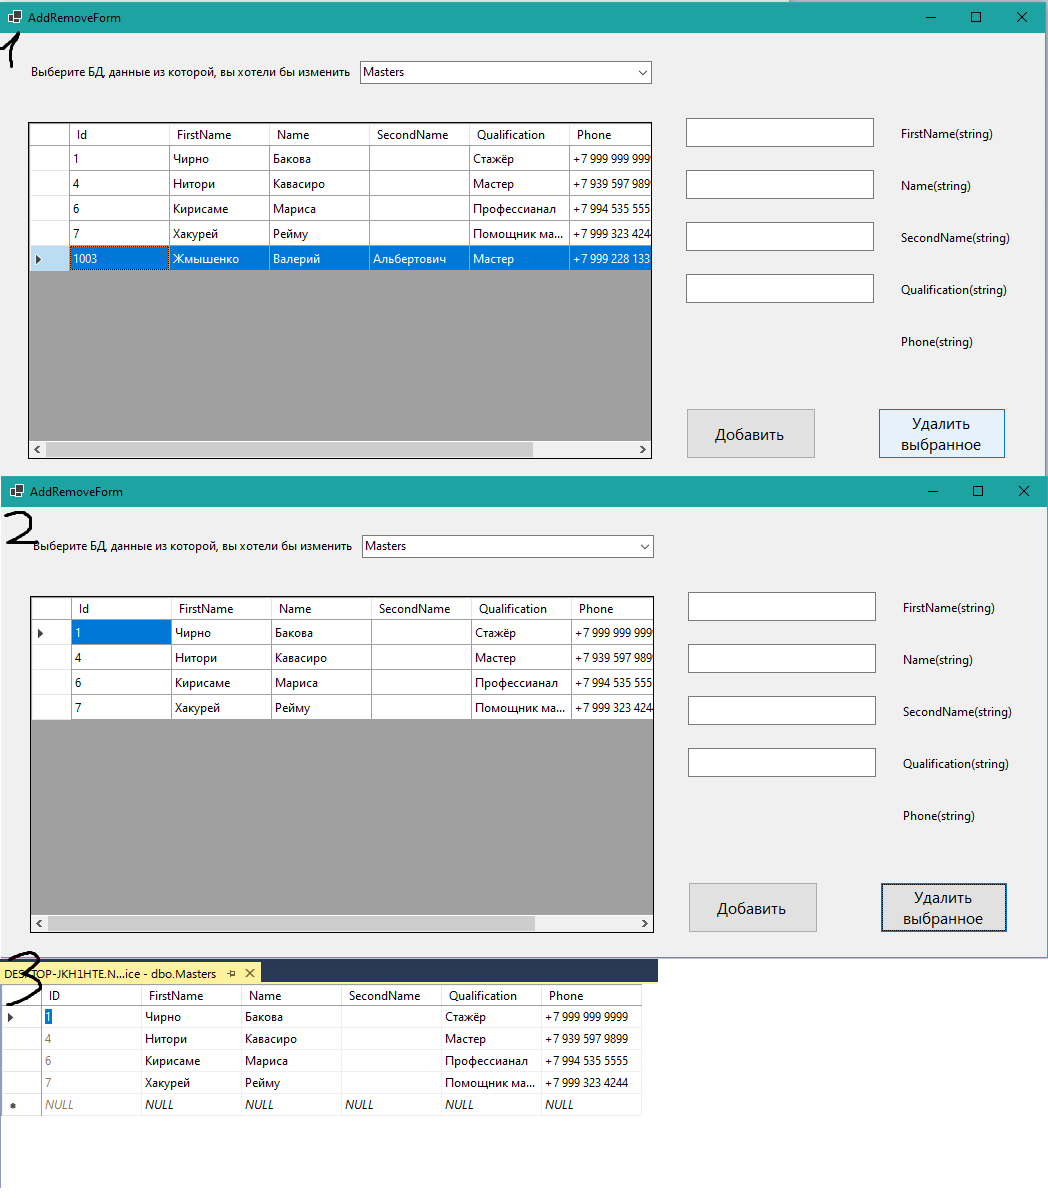 AddRemoveForm
1
Выберите БД, данные из которой, вы хотели бы изменить Masters
Id FirstName Name SecondName Qualification Phone
1 Чирно Бакова Стажёр +7 999 999 9999
4 Нитори Кавасиро Мастер +7 939 597 9899
6 Кирисаме Мариса Профессианал +7 994 535 555
7 Хакурей Рейму Помощник ма... +7 999 323 424
1003 Жмышенко Валерий Альбертович Мастер +7 999 228 133
FirstName(string)
Name(string)
SecondName(string)
Qualification(string)
Phone(string)
Добавить
Удалить
выбранное
AddRemoveForm
2
Выберите БД, данные из которой, вы хотели бы изменить Masters
Id FirstName Name SecondName Qualification Phone
1 Чирно Бакова Стажёр +7 999 999 9999
4 Нитори Кавасиро Мастер +7 939 597 9899
6 Кирисаме Мариса Профессианал +7 994 535 555
7 Хакурей Рейму Помощник ма... +7 999 323 424
FirstName(string)
Name(string)
SecondName(string)
Qualification(string)
Phone(string)
Добавить
Удалить
выбранное
3
DESKTOP-JKH1HTE.N...ice - dbo.Masters
ID FirstName Name SecondName Qualification Phone
1 Чирно Бакова Стажёр +7 999 999 9999
4 Нитори Кавасиро Мастер +7 939 597 9899
6 Кирисаме Мариса Профессианал +7 994 535 5555
7 Хакурей Рейму Помощник ма... +7 999 323 4244
NULL NULL NULL NULL NULL NULL